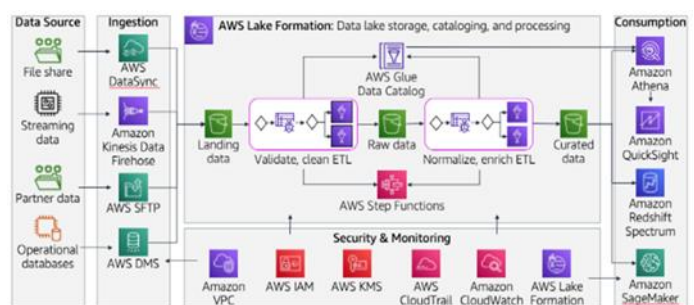 Data Source
Ingestion
AWS Lake Formation: Data lake storage, cataloging, and processing
Consumption
File share
AWS
DataSync
AWS Glue
Data Catalog
Amazon
Athena
Streaming
data
Amazon
Kinesis Data
Firehose
Landing
data
Validate, clean ETL
Raw data
Normalize, enrich ETL
Curated
data
Amazon
QuickSight
Partner data
AWS SFTP
AWS Step Functions
Amazon
Redshift
Spectrum
Operational
databases
AWS DMS
Security & Monitoring
Amazon
VPC
AWS IAM
AWS KMS
AWS
CloudTrail
Amazon
CloudWatch
AWS Lake
Formation
Amazon
SageMaker